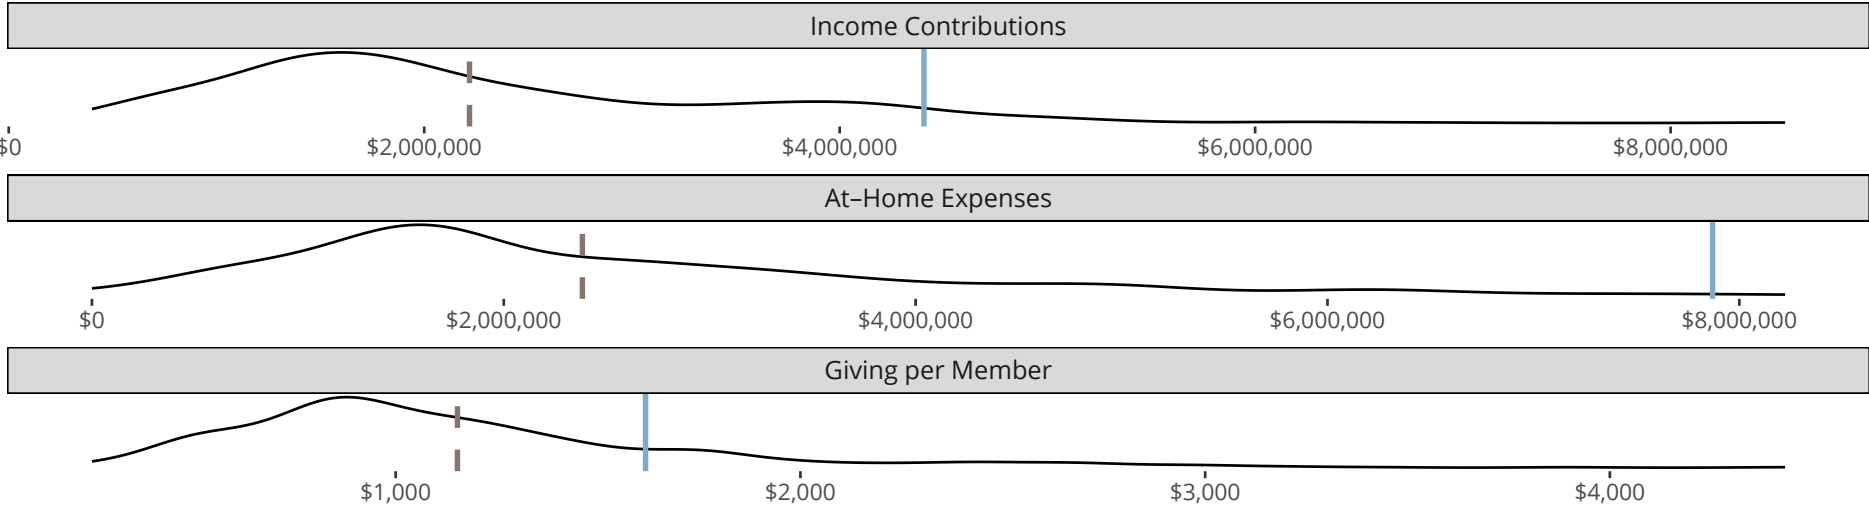 Income Contributions
$0 $2,000,000 $4,000,000 $6,000,000 $8,000,000
At–Home Expenses
$0 $2,000,000 $4,000,000 $6,000,000 $8,000,000
Giving per Member
$1,000 $2,000 $3,000 $4,000